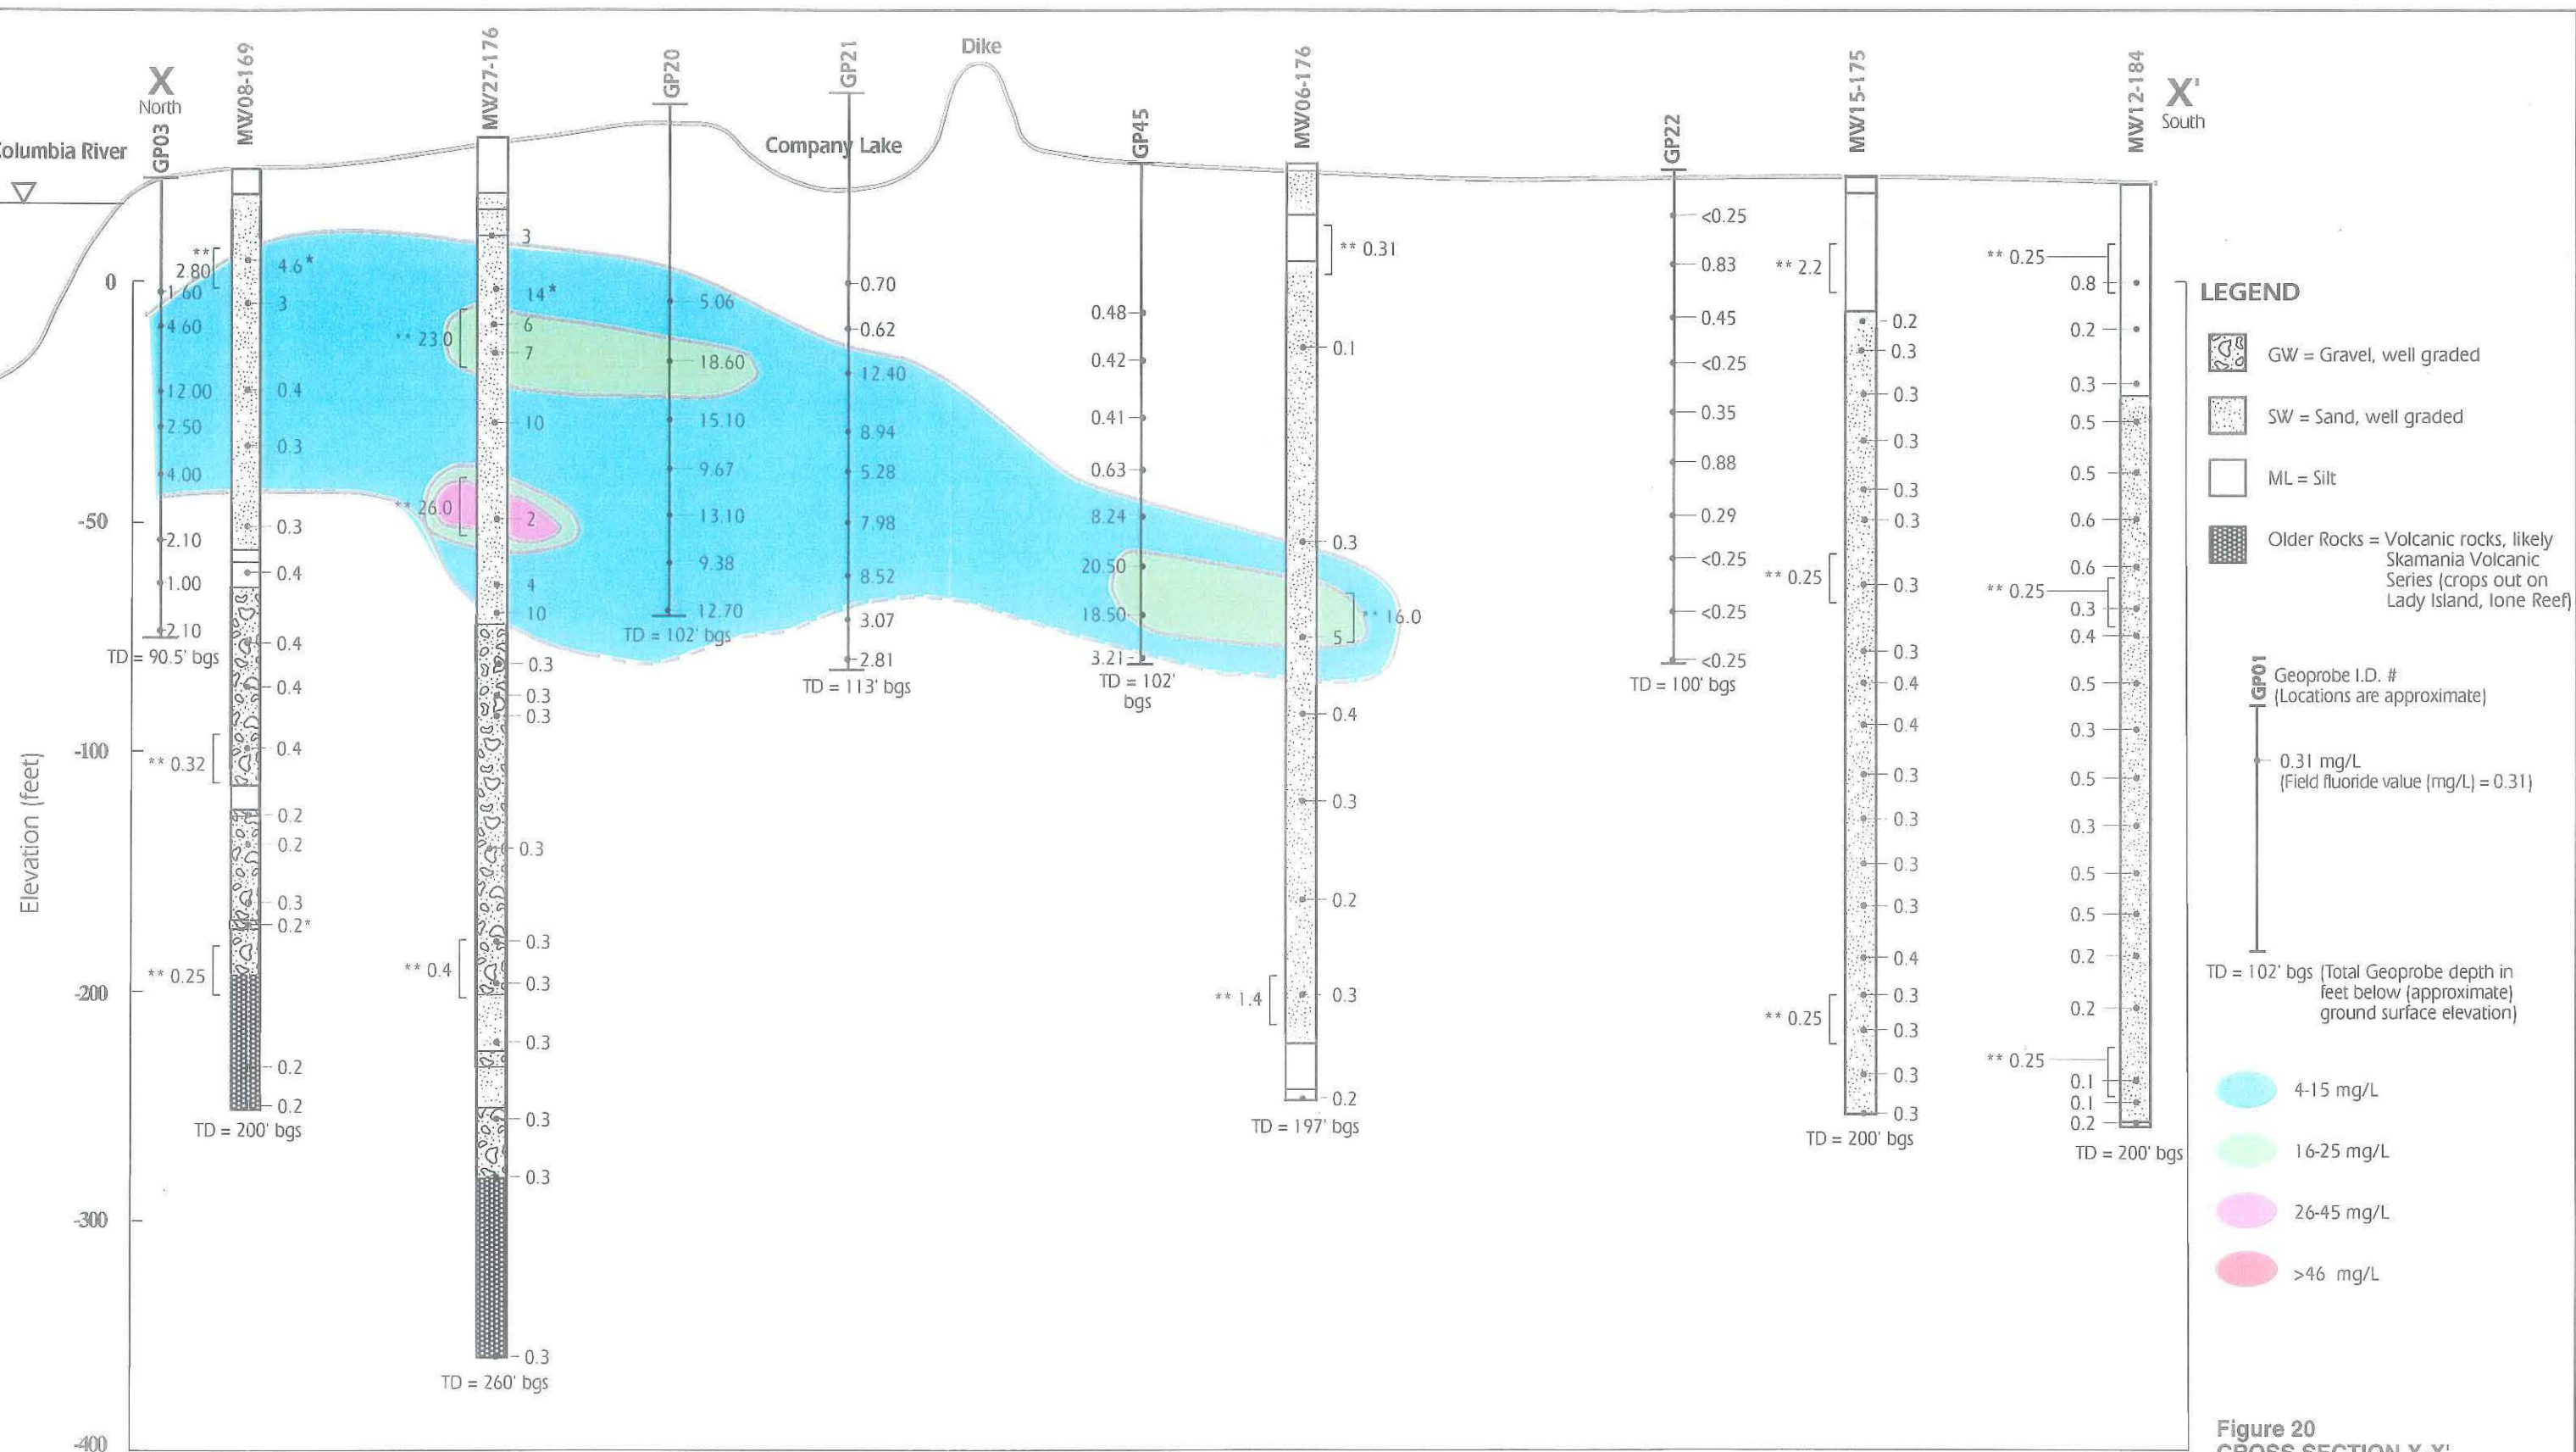 X
North
Columbia River
GP03
MW08-169
MW27-176
GP20
GP21
Dike
Company Lake
GP45
MW06-176
GP22
MW15-175
MW12-184
X'
South
Elevation (feet)
0
-50
-100
-200
-300
-400
1.60
4.60
12.00
2.50
4.00
2.10
1.00
2.10
TD = 90.5' bgs
**
2.80
** 0.32
** 0.25
4.6*
3
0.4
0.3
0.3
0.4
0.4
0.4
0.4
0.2
0.2
0.3
0.2*
0.2
0.2
TD = 200' bgs
** 23.0
** 26.0
** 0.4
3
14*
6
7
10
2
4
10
0.3
0.3
0.3
0.3
0.3
0.3
0.3
0.3
0.3
0.3
TD = 260' bgs
5.06
18.60
15.10
9.67
13.10
9.38
12.70
TD = 102' bgs
0.70
0.62
12.40
8.94
5.28
7.98
8.52
3.07
2.81
TD = 113' bgs
0.48
0.42
0.41
0.63
8.24
20.50
18.50
3.21
TD = 102'
bgs
** 0.31
0.1
0.3
** 16.0
5
0.4
0.3
0.2
** 1.4
0.3
0.2
TD = 197' bgs
<0.25
0.83
0.45
<0.25
0.35
0.88
0.29
<0.25
<0.25
<0.25
TD = 100' bgs
** 2.2
** 0.25
** 0.25
0.2
0.3
0.3
0.3
0.3
0.3
0.3
0.3
0.4
0.4
0.3
0.3
0.3
0.3
0.4
0.3
0.3
0.3
0.3
TD = 200' bgs
** 0.25
** 0.25
** 0.25
0.8
0.2
0.3
0.5
0.5
0.6
0.6
0.3
0.4
0.5
0.3
0.5
0.3
0.5
0.5
0.2
0.2
0.1
0.1
0.2
TD = 200' bgs
LEGEND
GW = Gravel, well graded
SW = Sand, well graded
ML = Silt
Older Rocks = Volcanic rocks, likely
Skamania Volcanic
Series (crops out on
Lady Island, Ione Reef)
GP01
Geoprobe I.D. #
(Locations are approximate)
0.31 mg/L
(Field fluoride value (mg/L) = 0.31)
TD = 102' bgs (Total Geoprobe depth in
feet below (approximate)
ground surface elevation)
4-15 mg/L
16-25 mg/L
26-45 mg/L
>46 mg/L
Figure 20
CROSS SECTION X-X'